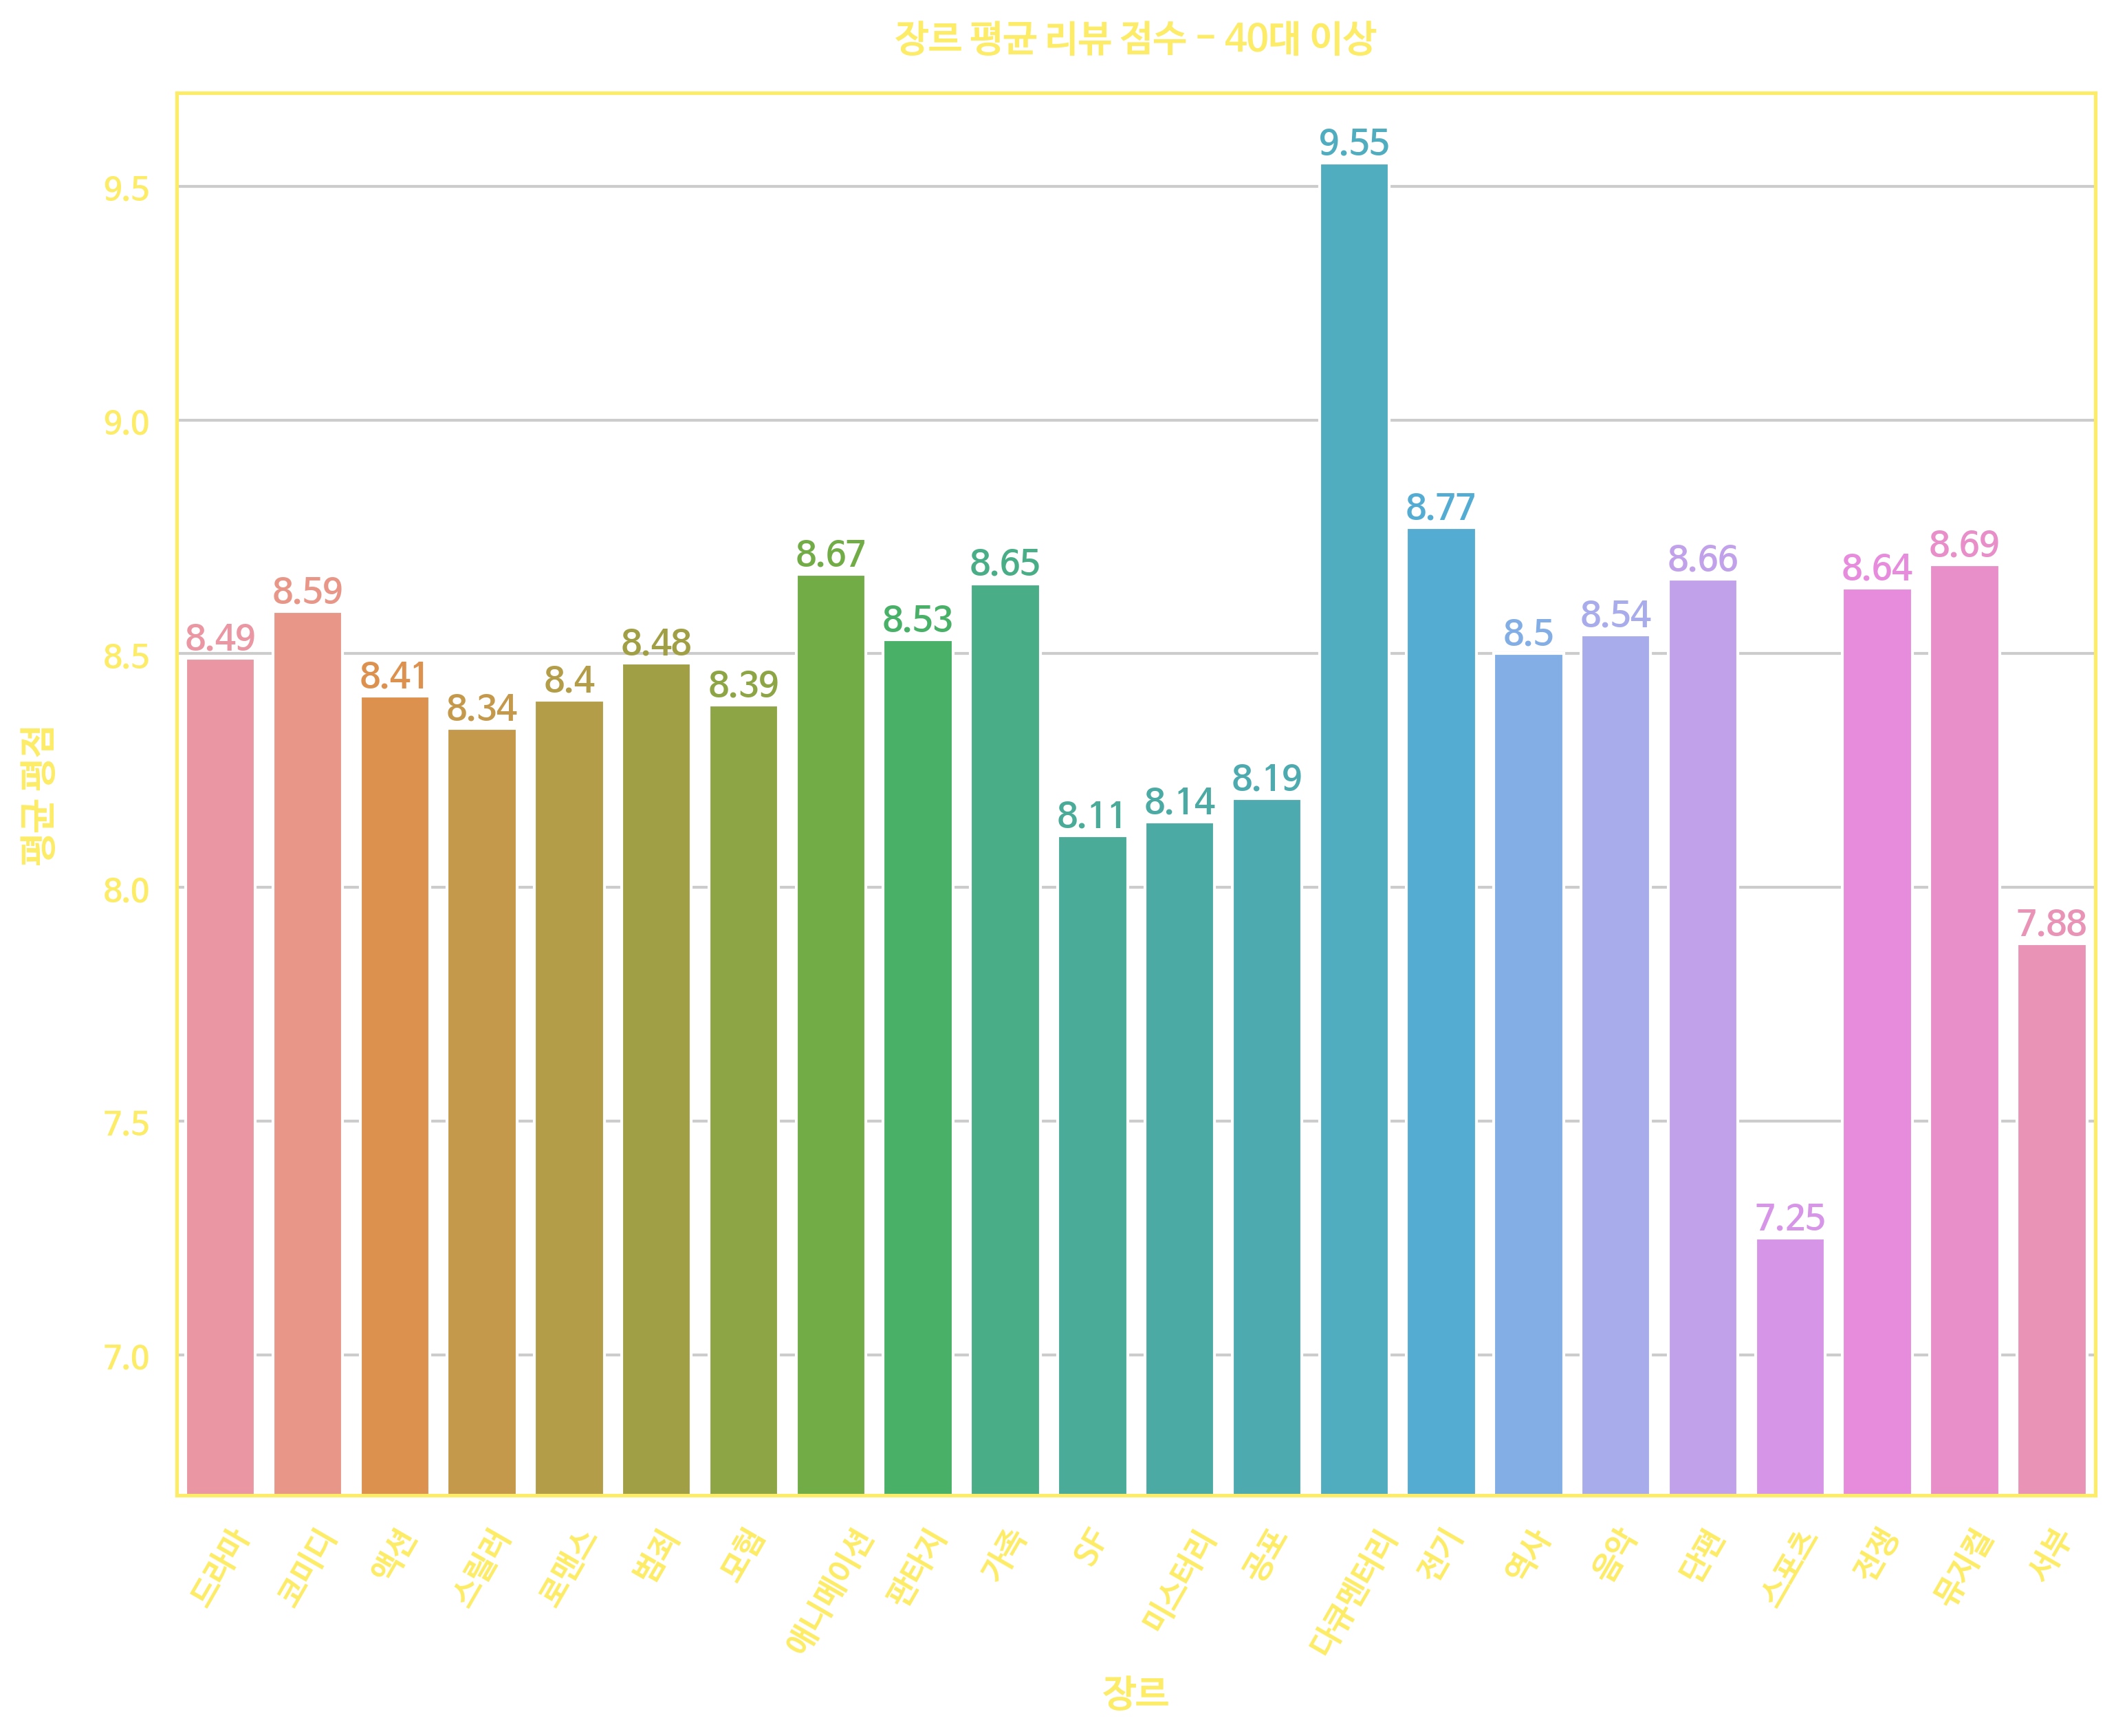 장르 평균 리뷰 점수 - 40대 이상
평균 평점
9.5
9.0
8.5
8.0
7.5
7.0
8.49
8.59
8.41
8.34
8.4
8.48
8.39
8.67
8.53
8.65
8.11
8.14
8.19
9.55
8.77
8.5
8.54
8.66
7.25
8.64
8.69
7.88
드라마
코미디
액션
스릴러
로맨스
범죄
모험
애니메이션
판타지
가족
SF
미스터리
공포
다큐멘터리
전기
역사
음악
단편
스포츠
전쟁
뮤지컬
서부
장르